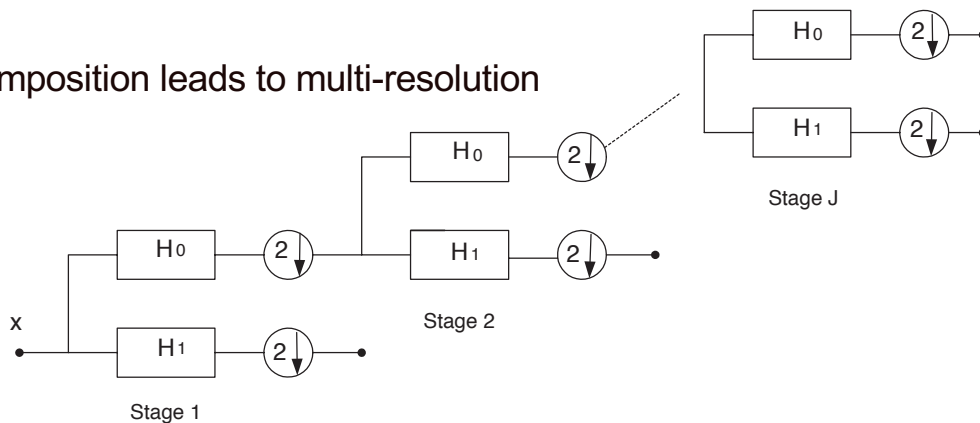 mposition leads to multi-resolution
H0 2
H1 2
Stage J
H0 2
H1 2
Stage 2
x
H0 2
H1 2
Stage 1